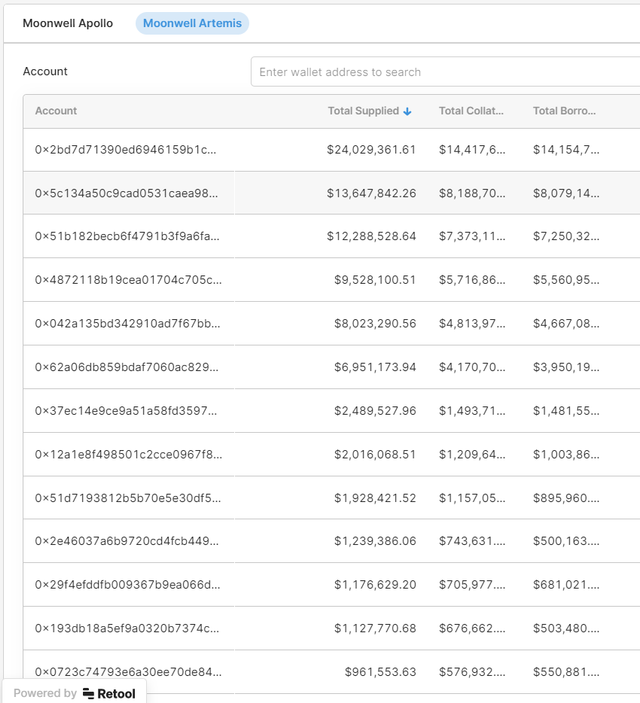 Moonwell Apollo Moonwell Artemis
Account Enter wallet address to search
Account Total Supplied Total Collat... Total Borro...
0×2bd7d71390ed6946159b1c... $24,029,361.61 $14,417,6... $14,154,7...
0×5c134a50c9cad0531caea98... $13,647,842.26 $8,188,70... $8,079,14...
0×51b182becb6f4791b3f9a6fa... $12,288,528.64 $7,373,11... $7,250,32...
0×4872118b19cea01704c705c... $9,528,100.51 $5,716,86... $5,560,95...
0×042a135bd342910ad7f67bb... $8,023,290.56 $4,813,97... $4,667,08...
0×62a06db859bdaf7060ac829... $6,951,173.94 $4,170,70... $3,950,19...
0×37ec14e9ce9a51a58fd3597... $2,489,527.96 $1,493,71... $1,481,55...
0×12a1e8f498501c2cce0967f8... $2,016,068.51 $1,209,64... $1,003,86...
0×51d7193812b5b70e5e30df5... $1,928,421.52 $1,157,05... $895,960....
0×2e46037a6b9720cd4fcb449... $1,239,386.06 $743,631.... $500,163....
0×29f4efddfb009367b9ea066d... $1,176,629.20 $705,977.... $681,021....
0×193db18a5ef9a0320b7374c... $1,127,770.68 $676,662.... $503,480....
0×0723c74793e6a30ee70de84... $961,553.63 $576,932.... $550,881....
Powered by Retool